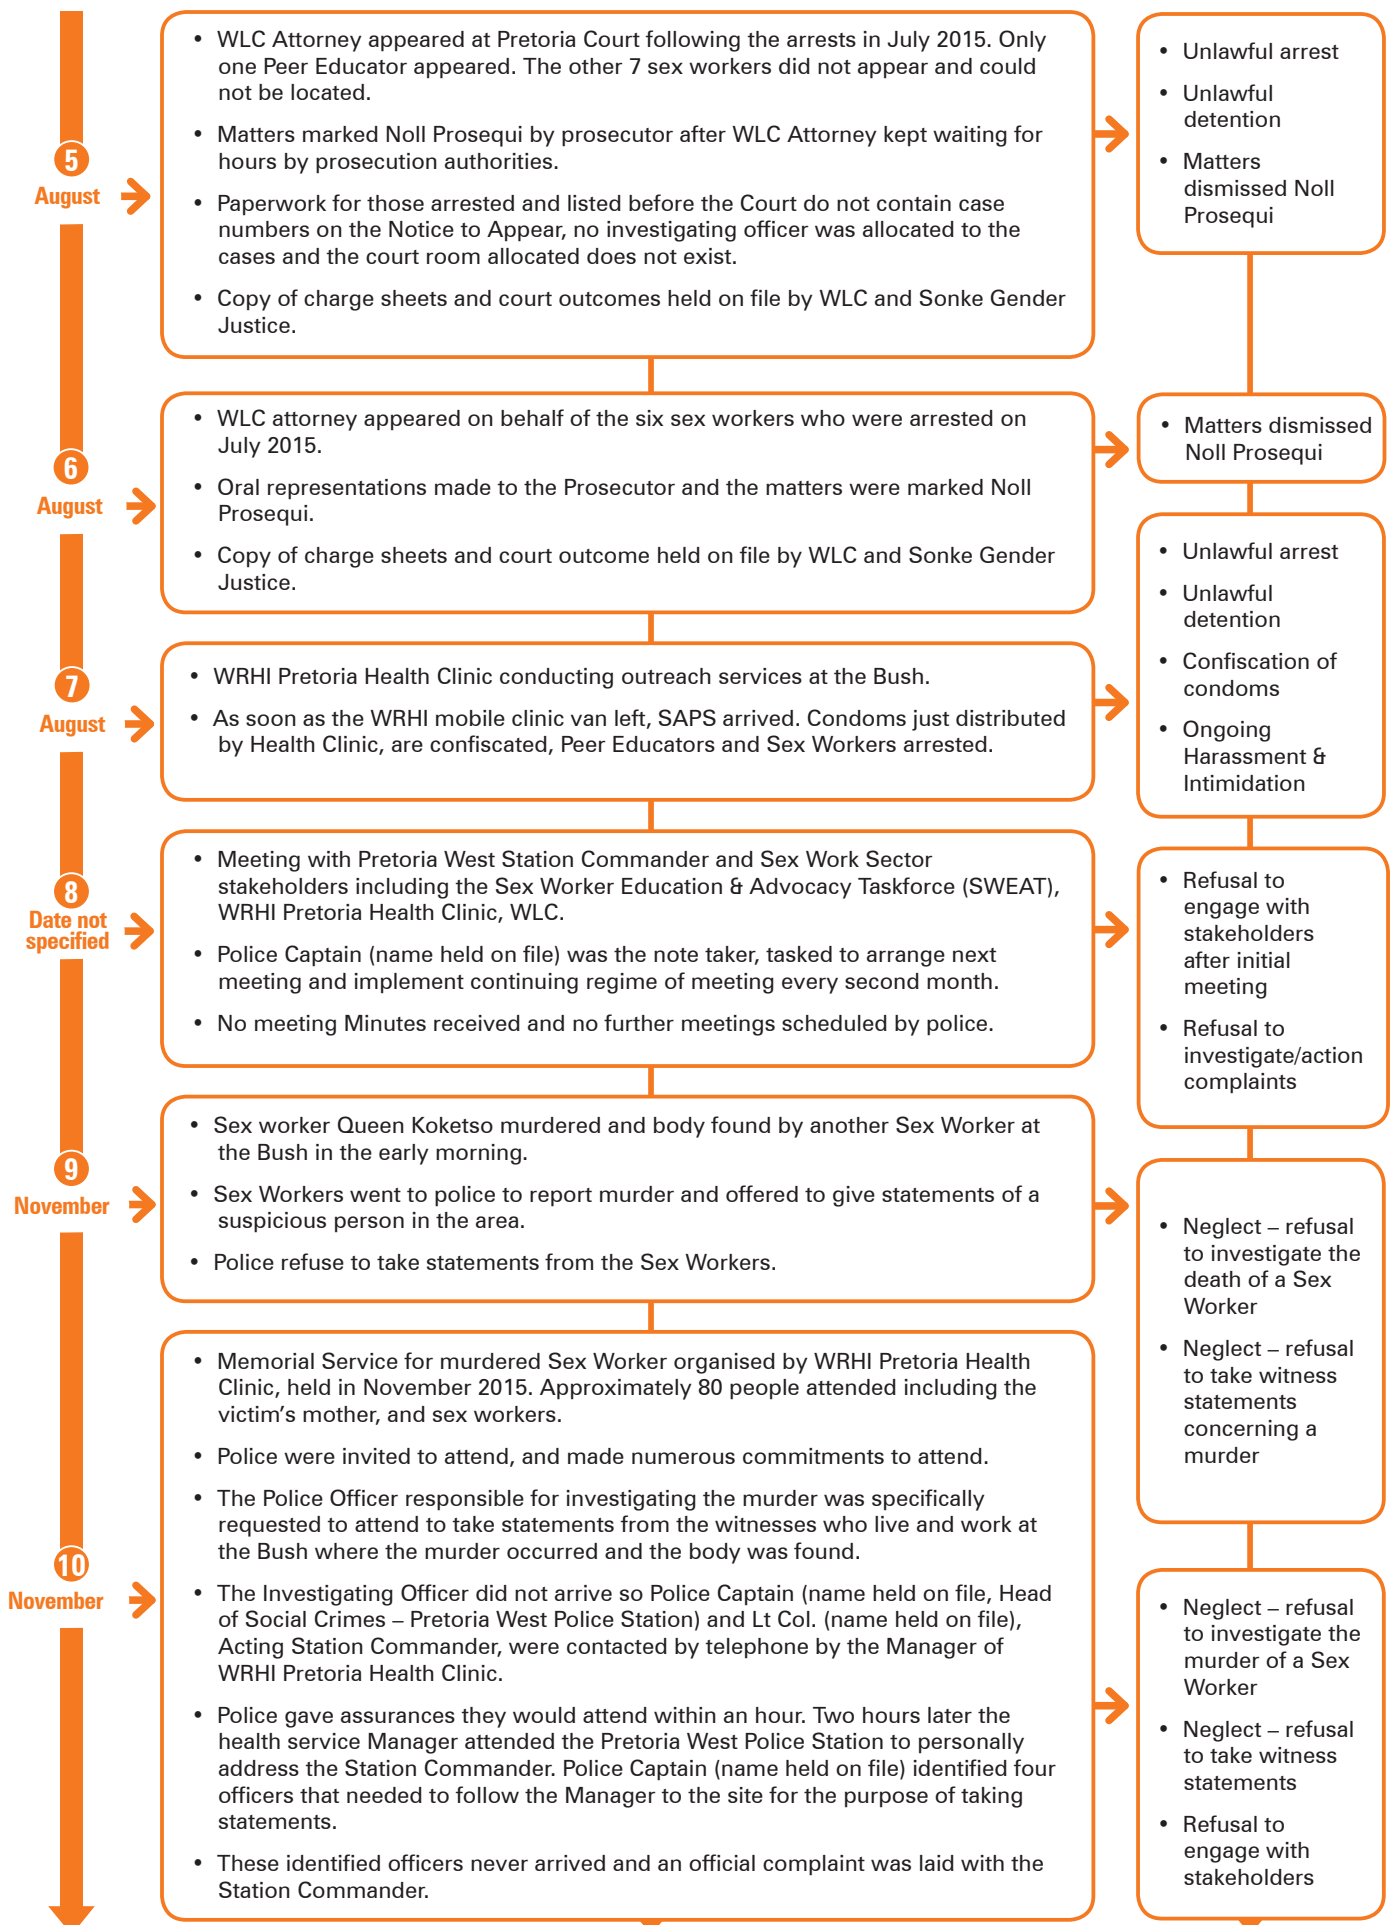 5
August
• WLC Attorney appeared at Pretoria Court following the arrests in July 2015. Only
one Peer Educator appeared. The other 7 sex workers did not appear and could
not be located.
• Matters marked Noll Prosequi by prosecutor after WLC Attorney kept waiting for
hours by prosecution authorities.
• Paperwork for those arrested and listed before the Court do not contain case
numbers on the Notice to Appear, no investigating officer was allocated to the
cases and the court room allocated does not exist.
• Copy of charge sheets and court outcomes held on file by WLC and Sonke Gender
Justice.
• Unlawful arrest
• Unlawful
detention
• Matters
dismissed Noll
Prosequi
6
August
• WLC attorney appeared on behalf of the six sex workers who were arrested on
July 2015.
• Oral representations made to the Prosecutor and the matters were marked Noll
Prosequi.
• Copy of charge sheets and court outcome held on file by WLC and Sonke Gender
Justice.
• Matters dismissed
Noll Prosequi
7
August
• WRHI Pretoria Health Clinic conducting outreach services at the Bush.
• As soon as the WRHI mobile clinic van left, SAPS arrived. Condoms just distributed
by Health Clinic, are confiscated, Peer Educators and Sex Workers arrested.
• Unlawful arrest
• Unlawful
detention
• Confiscation of
condoms
• Ongoing
Harassment &
Intimidation
8
Date not
specified
• Meeting with Pretoria West Station Commander and Sex Work Sector
stakeholders including the Sex Worker Education & Advocacy Taskforce (SWEAT),
WRHI Pretoria Health Clinic, WLC.
• Police Captain (name held on file) was the note taker, tasked to arrange next
meeting and implement continuing regime of meeting every second month.
• No meeting Minutes received and no further meetings scheduled by police.
• Refusal to
engage with
stakeholders
after initial
meeting
• Refusal to
investigate/action
complaints
9
November
• Sex worker Queen Koketso murdered and body found by another Sex Worker at
the Bush in the early morning.
• Sex Workers went to police to report murder and offered to give statements of a
suspicious person in the area.
• Police refuse to take statements from the Sex Workers.
• Neglect – refusal
to investigate the
death of a Sex
Worker
• Neglect – refusal
to take witness
statements
concerning a
murder
10
November
• Memorial Service for murdered Sex Worker organised by WRHI Pretoria Health
Clinic, held in November 2015. Approximately 80 people attended including the
victim's mother, and sex workers.
• Police were invited to attend, and made numerous commitments to attend.
• The Police Officer responsible for investigating the murder was specifically
requested to attend to take statements from the witnesses who live and work at
the Bush where the murder occurred and the body was found.
• The Investigating Officer did not arrive so Police Captain (name held on file, Head
of Social Crimes – Pretoria West Police Station) and Lt Col. (name held on file),
Acting Station Commander, were contacted by telephone by the Manager of
WRHI Pretoria Health Clinic.
• Police gave assurances they would attend within an hour. Two hours later the
health service Manager attended the Pretoria West Police Station to personally
address the Station Commander. Police Captain (name held on file) identified four
officers that needed to follow the Manager to the site for the purpose of taking
statements.
• These identified officers never arrived and an official complaint was laid with the
Station Commander.
• Neglect – refusal
to investigate the
murder of a Sex
Worker
• Neglect – refusal
to take witness
statements
• Refusal to
engage with
stakeholders